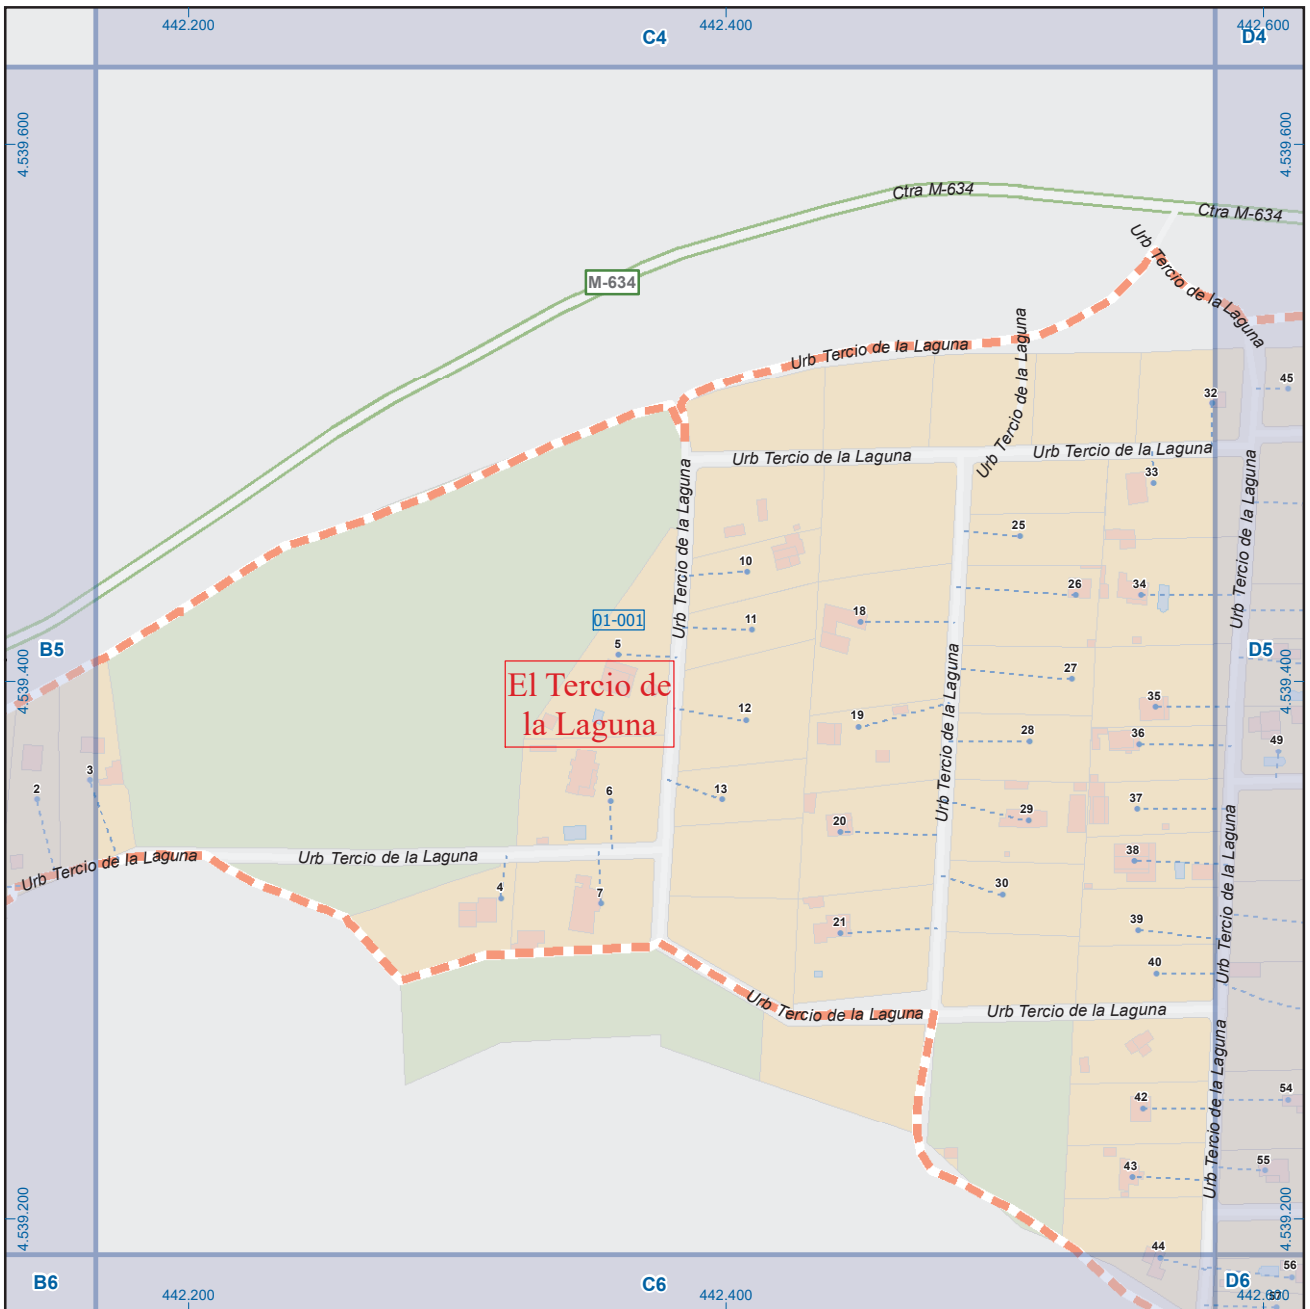 442.200
442.400
442.600
C4
D4
4.539.600
4.539.600
Ctra M-634
Ctra M-634
M-634
Urb Tercio de la Laguna
Urb Tercio de la Laguna
Urb Tercio de la Laguna
45
32
Urb Tercio de la Laguna
Urb Tercio de la Laguna
33
Urb Tercio de la Laguna
Urb Tercio de la Laguna
25
10
26
34
01-001
11
18
5
B5
D5
4.539.400
4.539.400
El Tercio de
la Laguna
27
35
12
19
28
36
49
Urb Tercio de la Laguna
2
3
6
13
29
37
20
38
Urb Tercio de la Laguna
Urb Tercio de la Laguna
Urb Tercio de la Laguna
4
7
30
21
39
40
Urb Tercio de la Laguna
Urb Tercio de la Laguna
42
54
Urb Tercio de la Laguna
43
55
4.539.200
4.539.200
44
56
B6
C6
D6
442.200
442.400
442.600
57